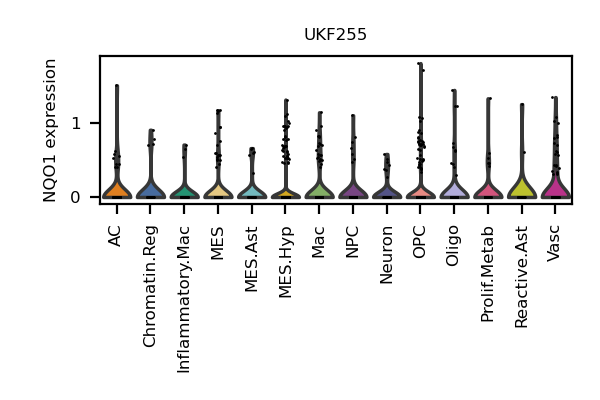 UKF255
NQO1 expression
1
0
AC
Chromatin.Reg
Inflammatory.Mac
MES
MES.Ast
MES.Hyp
Mac
NPC
Neuron
OPC
Oligo
Prolif.Metab
Reactive.Ast
Vasc